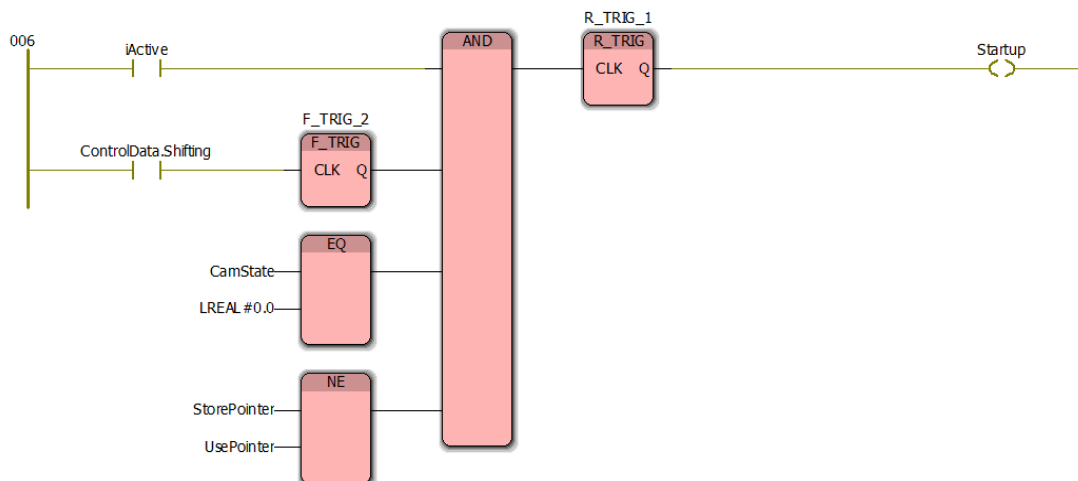 006
iActive
AND
R_TRIG_1
R_TRIG
CLK Q
Startup
ControlData.Shifting
F_TRIG_2
F_TRIG
CLK Q
EQ
CamState
LREAL#0.0
NE
StorePointer
UsePointer